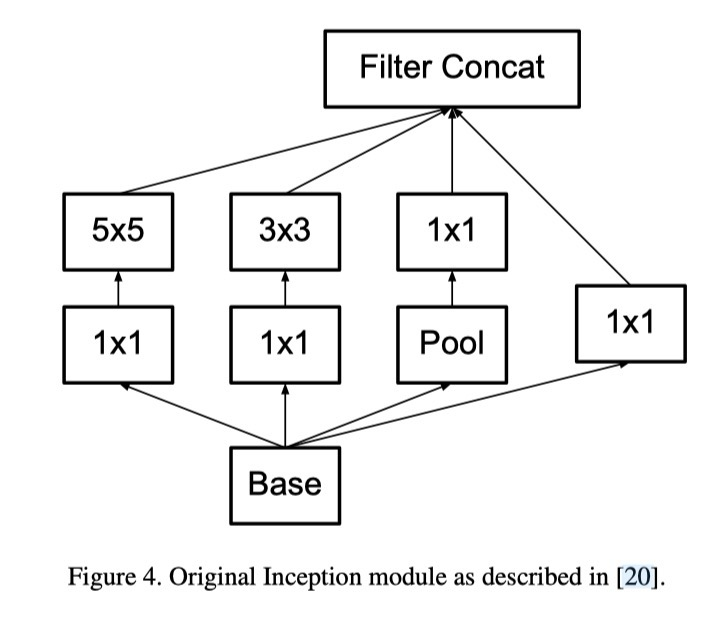 Filter Concat
5x5
3x3
1x1
1x1
1x1
1x1
Pool
Base
Figure 4. Original Inception module as described in [20].